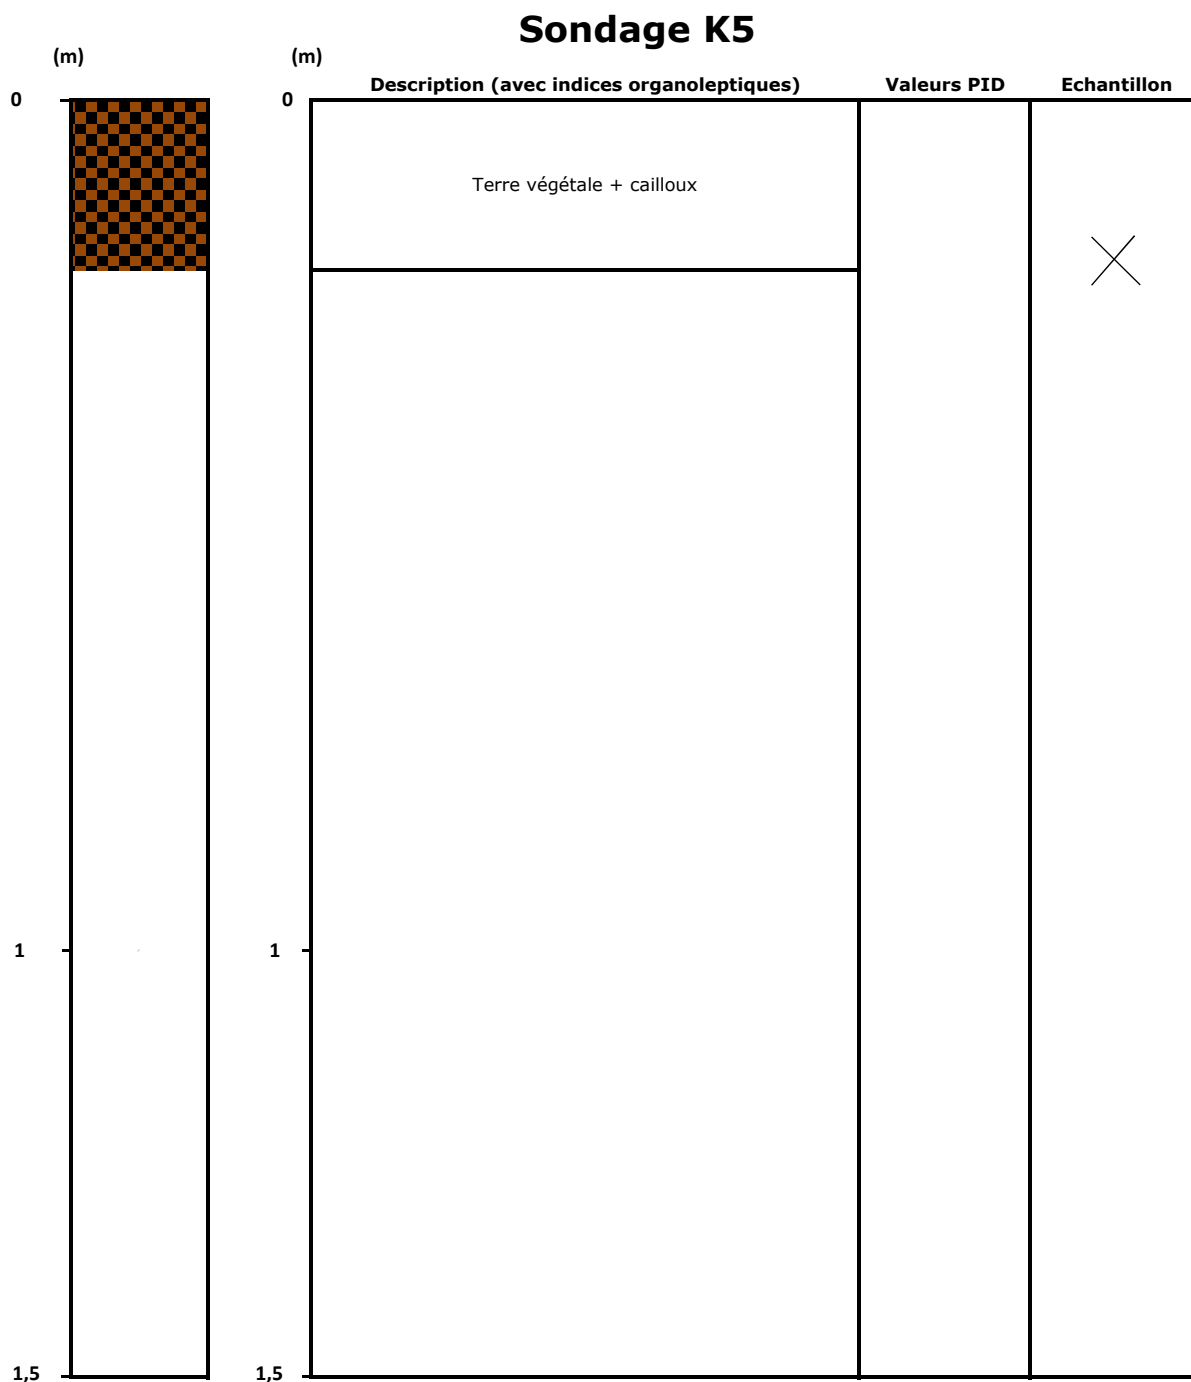 Sondage K5
(m) (m)
Description (avec indices organoleptiques) Valeurs PID Echantillon
0 0
Terre végétale + cailloux
1 1
1,5 1,5